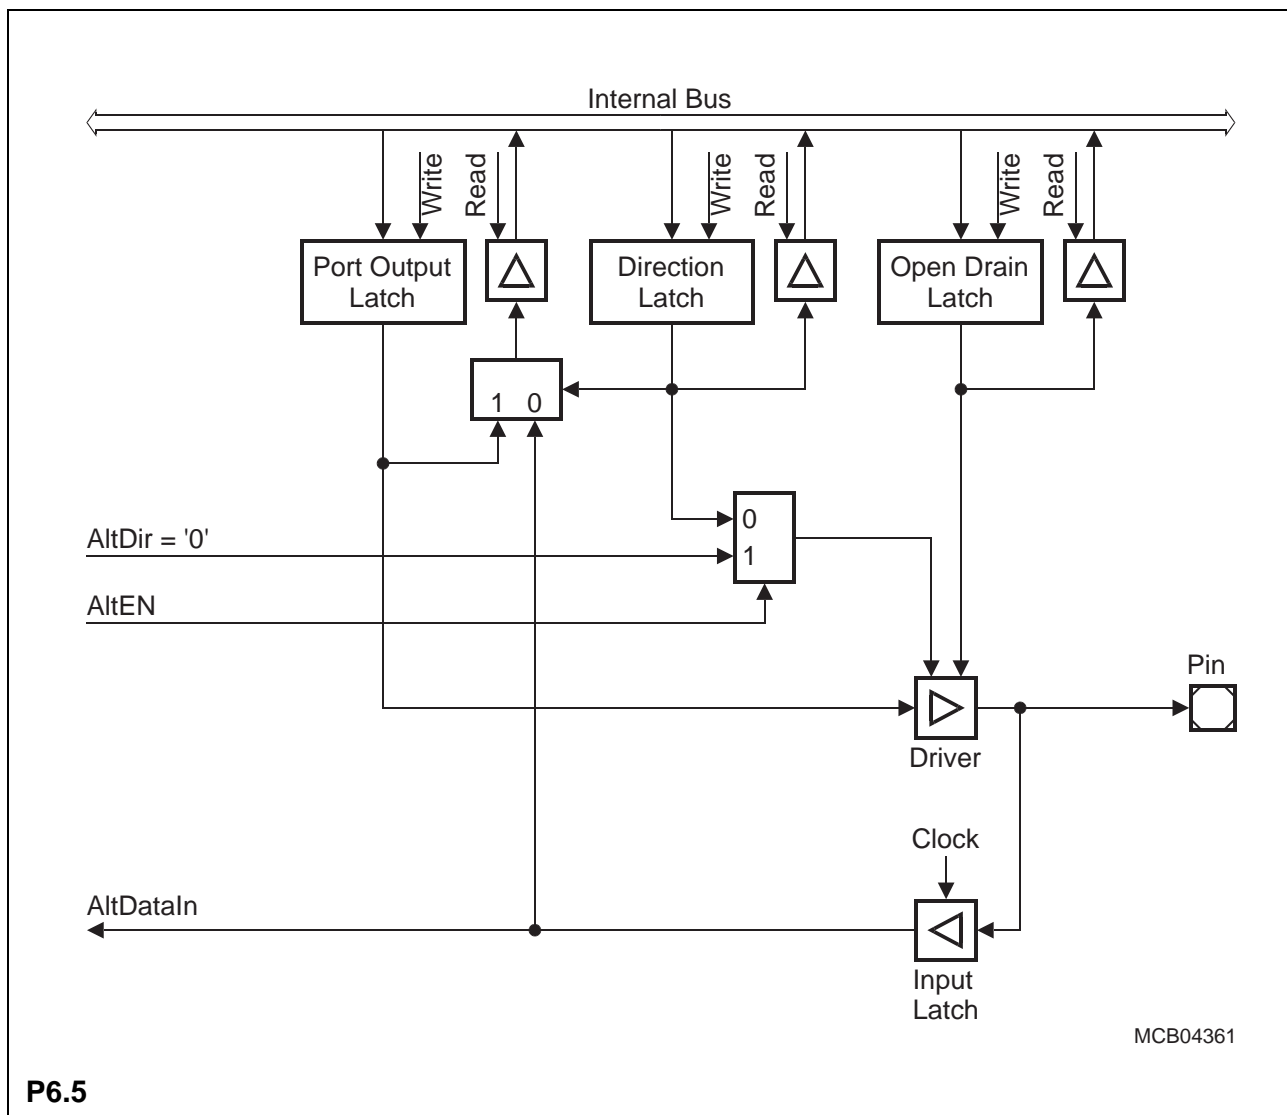 Internal Bus
Write
Read
Write
Read
Write
Read
Port Output
Latch
Direction
Latch
Open Drain
Latch
1 0
0
1
AltDir = '0'
AltEN
Pin
Driver
Clock
AltDataIn
Input
Latch
MCB04361
P6.5